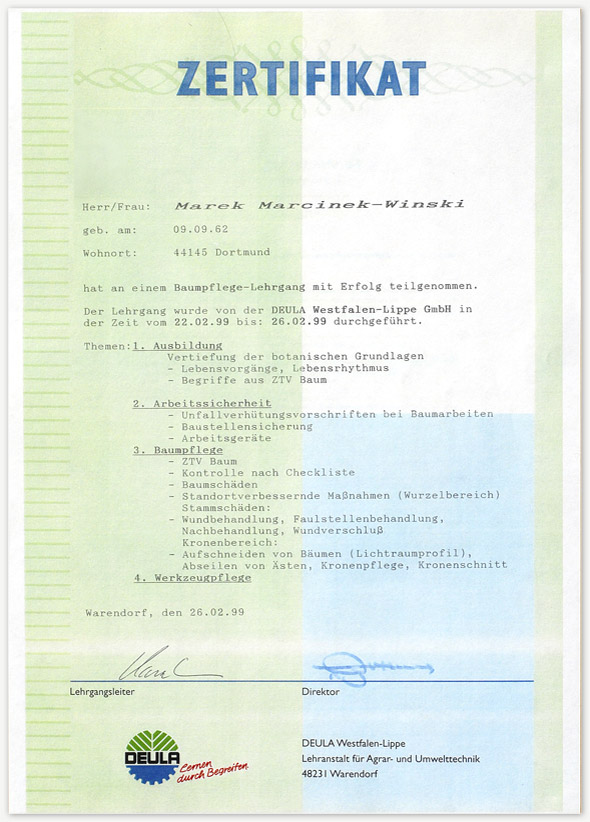 ZERTIFIKAT
Herr/Frau: Marek Marcinek-Winski
geb. am: 09.09.62
Wohnort: 44145 Dortmund
hat an einem Baumpflege-Lehrgang mit Erfolg teilgenommen.
Der Lehrgang wurde von der DEULA Westfalen-Lippe GmbH in
der Zeit vom 22.02.99 bis: 26.02.99 durchgeführt.
Themen: 1. Ausbildung
Vertiefung der botanischen Grundlagen
- Lebensvorgänge, Lebensrhythmus
- Begriffe aus ZTV Baum
2. Arbeitssicherheit
- Unfallverhütungsvorschriften bei Baumarbeiten
- Baustellensicherung
- Arbeitsgeräte
3. Baumpflege
- ZTV Baum
- Kontrolle nach Checkliste
- Baumschäden
- Standortverbessernde Maßnahmen (Wurzelbereich)
Stammschäden:
- Wundbehandlung, Faulstellenbehandlung,
Nachbehandlung, Wundverschluß
Kronenbereich:
- Aufschneiden von Bäumen (Lichtraumprofil),
Abseilen von Ästen, Kronenpflege, Kronenschnitt
4. Werkzeugpflege
Warendorf, den 26.02.99
Lehrgangsleiter
Direktor
DEULA
Lernen
durch Begreifen
DEULA Westfalen-Lippe
Lehranstalt für Agrar- und Umwelttechnik
48231 Warendorf